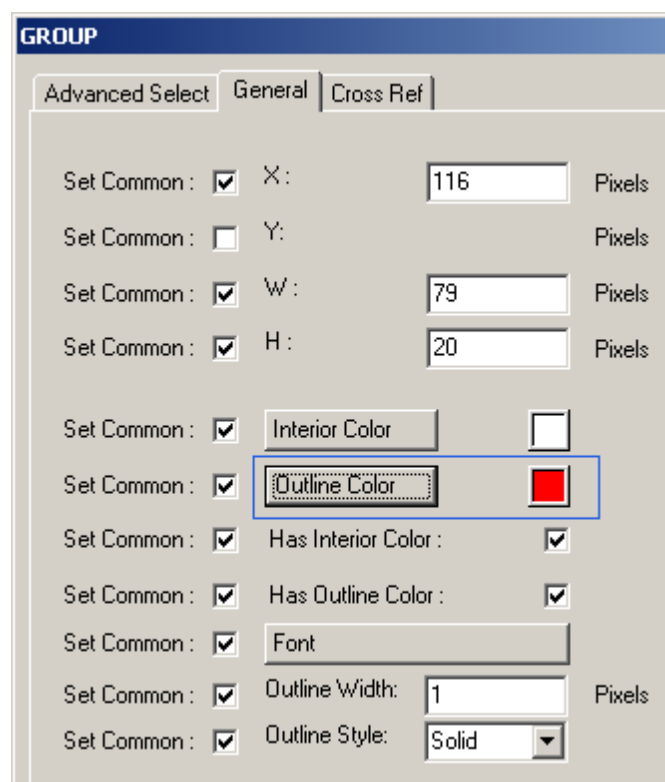 GROUP
Advanced Select General Cross Ref
Set Common : X : 116 Pixels
Set Common : Y: Pixels
Set Common : W : 79 Pixels
Set Common : H : 20 Pixels
Set Common : Interior Color
Set Common : Outline Color
Set Common : Has Interior Color :
Set Common : Has Outline Color :
Set Common : Font
Set Common : Outline Width: 1 Pixels
Set Common : Outline Style: Solid